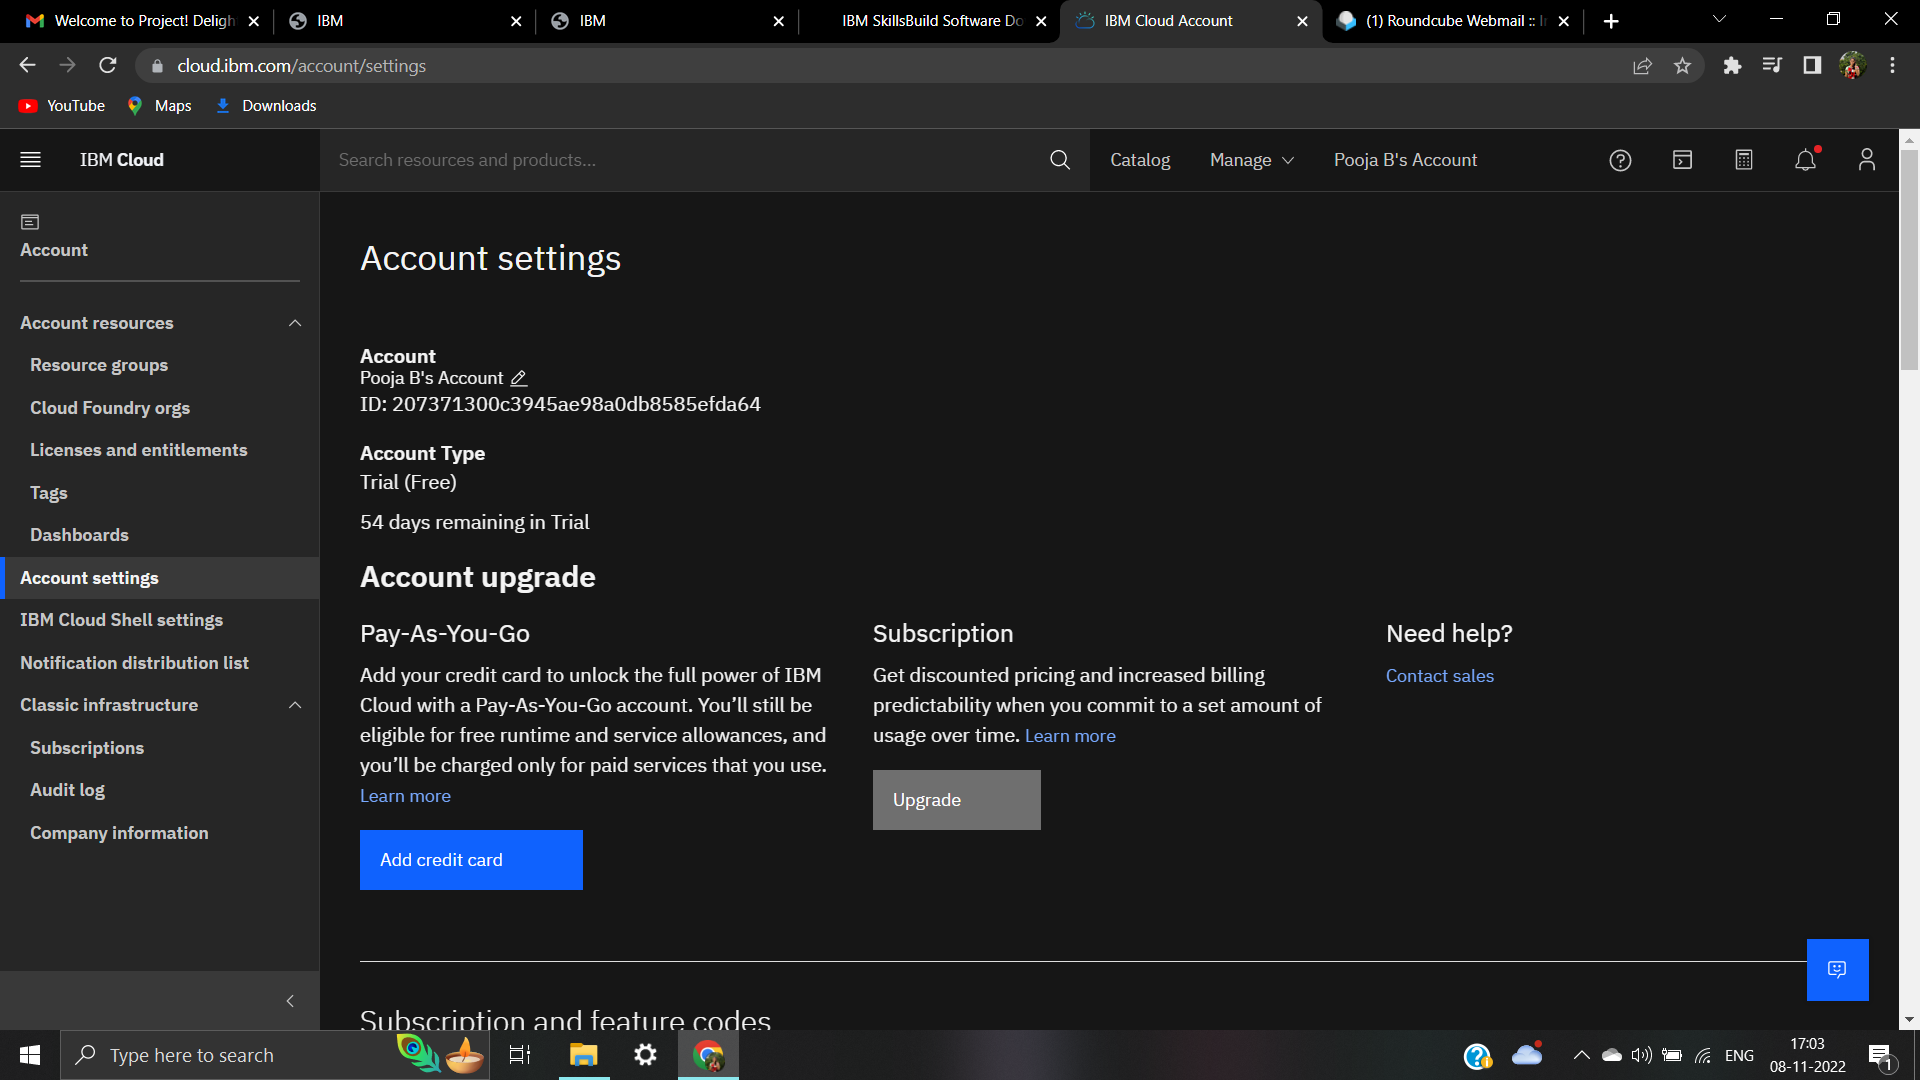 Welcome to Project! Deligh
IBM
IBM
IBM SkillsBuild Software Do
IBM Cloud Account
(1) Roundcube Webmail :: I
cloud.ibm.com/account/settings
YouTube
Maps
Downloads
IBM Cloud
Search resources and products...
Catalog
Manage
Pooja B's Account
Account
Account resources
Resource groups
Cloud Foundry orgs
Licenses and entitlements
Tags
Dashboards
Account settings
IBM Cloud Shell settings
Notification distribution list
Classic infrastructure
Subscriptions
Audit log
Company information
Account settings
Account
Pooja B's Account
ID: 207371300c3945ae98a0db8585efda64
Account Type
Trial (Free)
54 days remaining in Trial
Account upgrade
Pay-As-You-Go
Add your credit card to unlock the full power of IBM
Cloud with a Pay-As-You-Go account. You’ll still be
eligible for free runtime and service allowances, and
you’ll be charged only for paid services that you use.
Learn more
Add credit card
Subscription
Get discounted pricing and increased billing
predictability when you commit to a set amount of
usage over time. Learn more
Upgrade
Need help?
Contact sales
Subscription and feature codes
Type here to search
ENG
17:03
08-11-2022
1